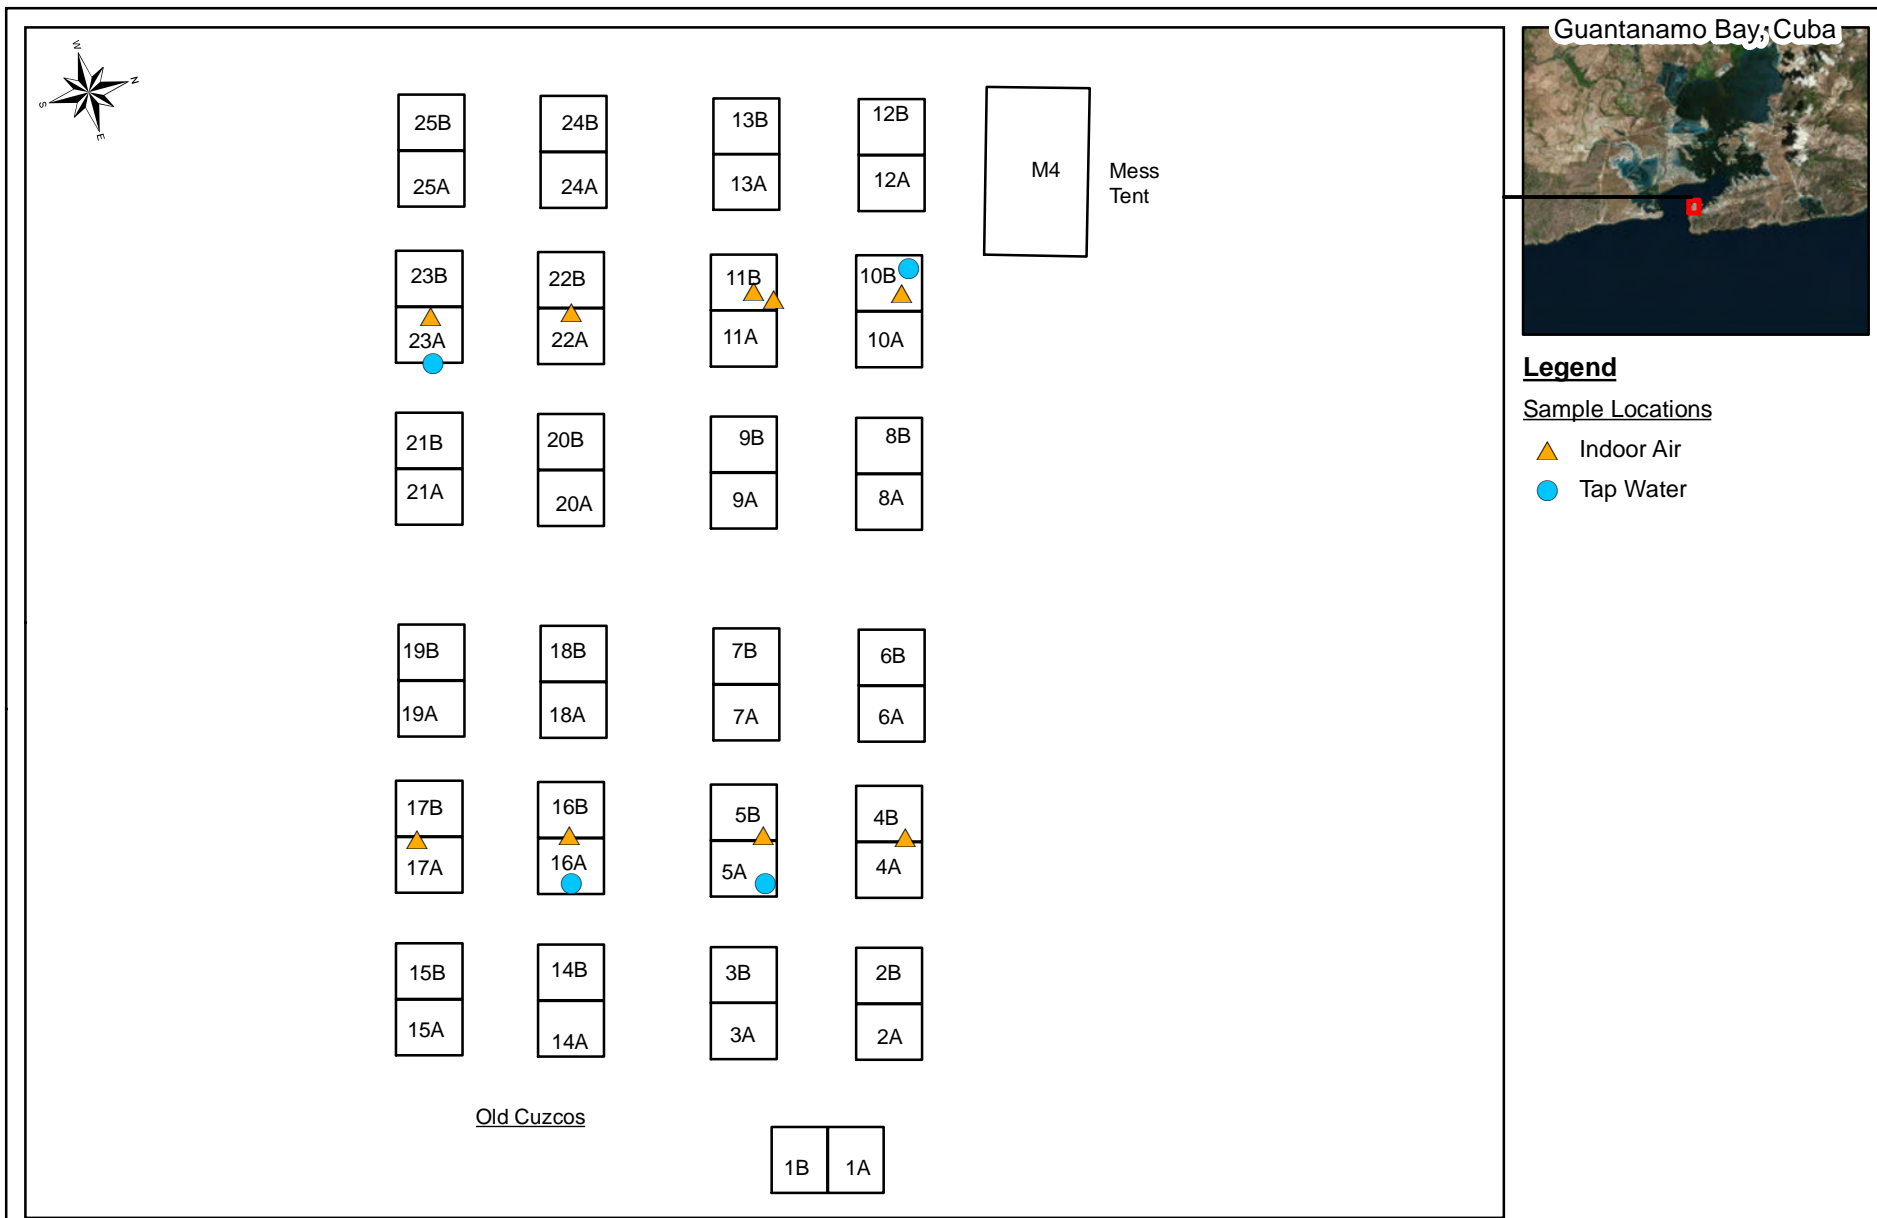 Guantanamo Bay, Cuba
W
N
S
E
25B
24B
13B
12B
25A
24A
13A
12A
M4
Mess
Tent
23B
22B
11B
10B
23A
22A
11A
10A
Legend
Sample Locations
Indoor Air
Tap Water
21B
20B
9B
8B
21A
20A
9A
8A
19B
18B
7B
6B
19A
18A
7A
6A
17B
16B
5B
4B
17A
16A
5A
4A
15B
14B
3B
2B
15A
14A
3A
2A
Old Cuzcos
1B
1A